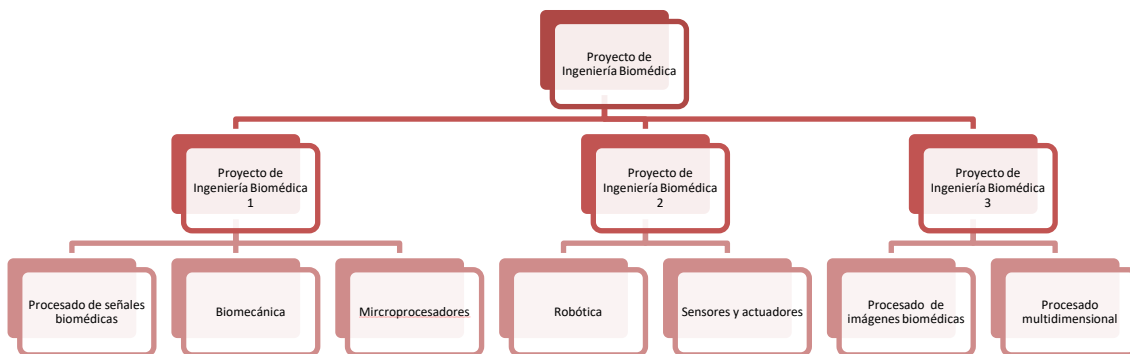 Proyecto de
Ingeniería Biomédica
Proyecto de
Ingeniería Biomédica
1
Proyecto de
Ingeniería Biomédica
2
Proyecto de
Ingeniería Biomédica
3
Procesado de señales
biomédicas
Biomecánica
Mircroprocesadores
Robótica
Sensores y actuadores
Procesado de
imágenes biomédicas
Procesado
multidimensional